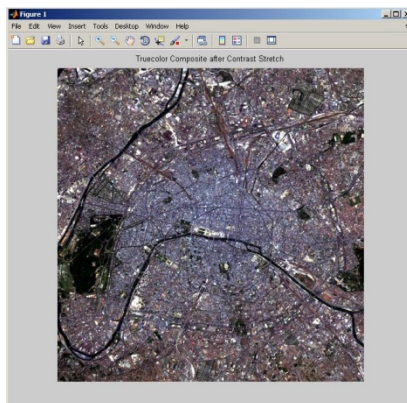 Figure 1
File Edit View Insert Tools Desktop Window Help
Truecolor Composite after Contrast Stretch